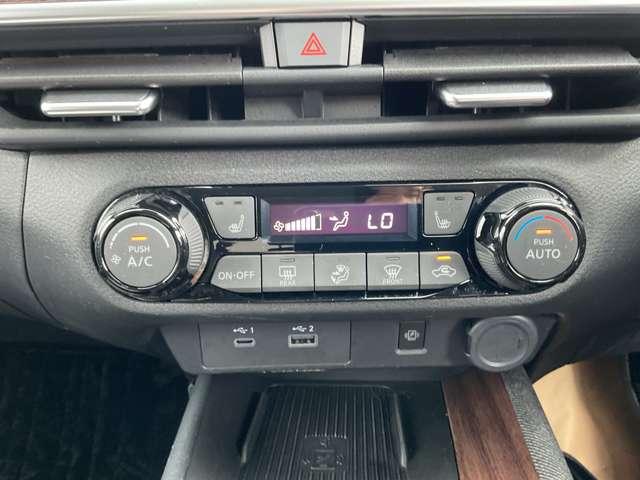 LO
PUSH
A/C
PUSH
AUTO
ON·OFF
REAR
FRONT
1
2